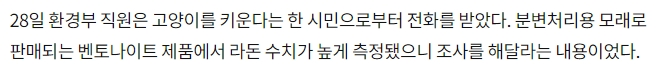 28일 환경부 직원은 고양이를 키운다는 한 시민으로부터 전화를 받았다. 분변처리용 모래로
판매되는 벤토나이트 제품에서 라돈 수치가 높게 측정됐으니 조사를 해달라는 내용이었다.